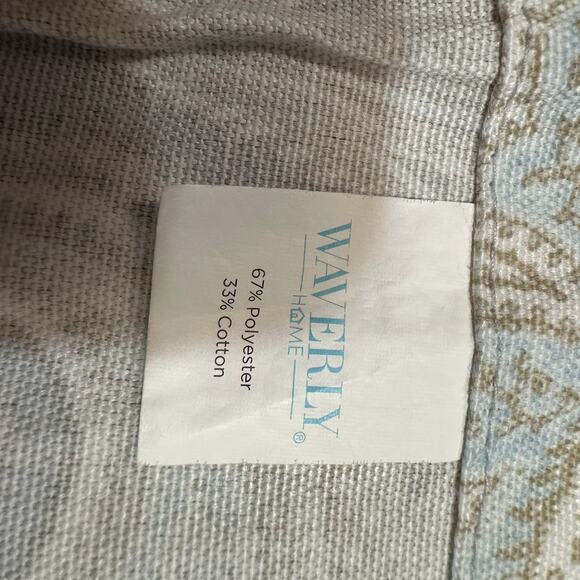 WAVERLY®
HOME
67% Polyester
33% Cotton